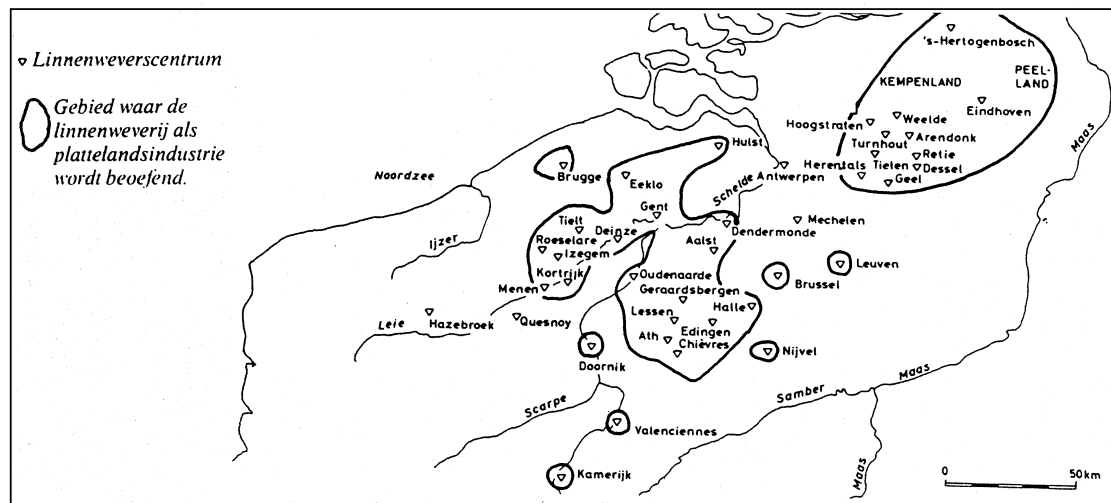 Linnenweverscentrum
Gebied waar de
linnenweverij als
plattelandsindustrie
wordt beoefend.
's-Hertogenbosch
PEEL-
LAND
KEMPENLAND
Eindhoven
Weelde
Hoogstraten
Arendonk
Turnhout
Retie
Herentals
Tielen
Dessel
Geel
Maas
Hulst
Antwerpen
Schelde
Noordzee
Brugge
Eeklo
Gent
Mechelen
Dendermonde
Tielt
Deinze
Aalst
Roeselare
Izegem
IJzer
Leuven
Kortrijk
Oudenaarde
Brussel
Menen
Geraardsbergen
Halle
Lessen
Leie
Hazebroek
Quesnoy
Edingen
Ath
Chièvres
Nijvel
Doornik
Maas
Samber
Scarpe
Valenciennes
Kamerijk
Maas
0
50km